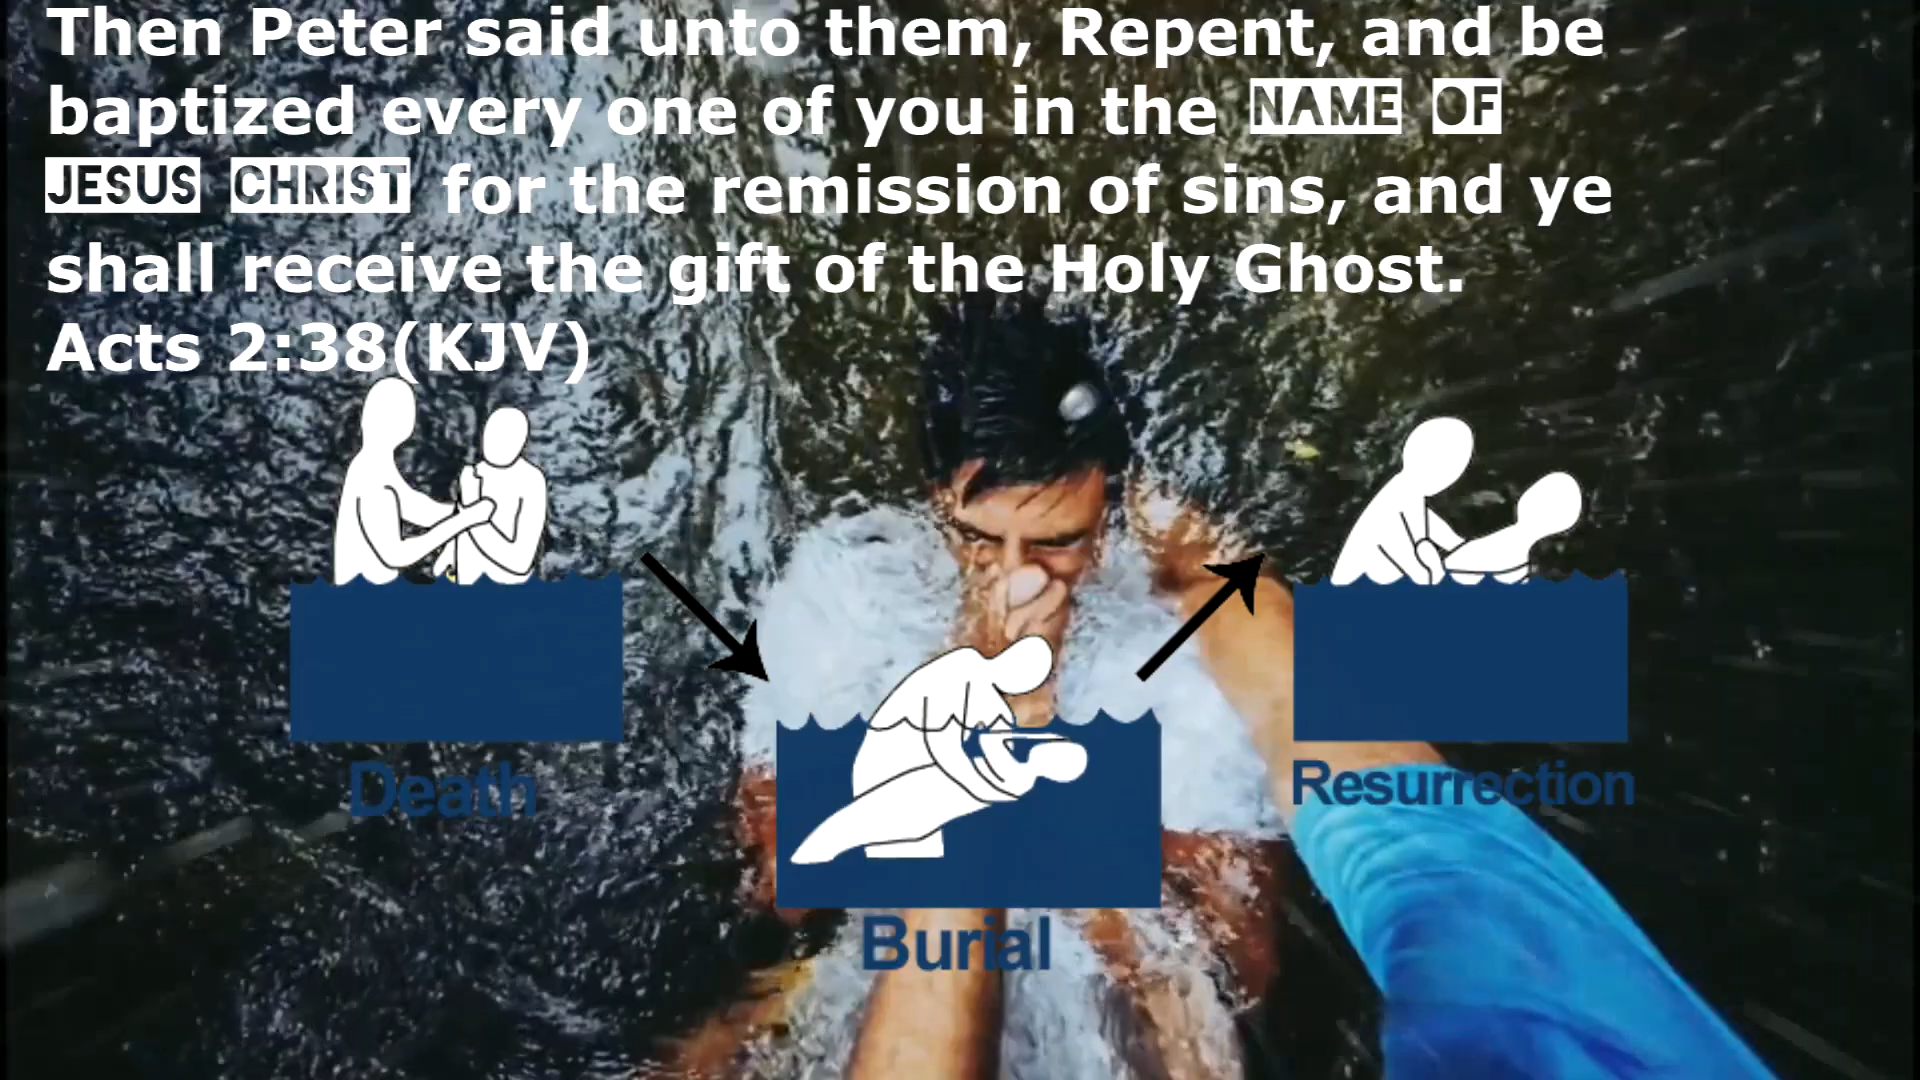 Then Peter said unto them, Repent, and be
baptized every one of you in the NAME OF
JESUS CHRIST for the remission of sins, and ye
shall receive the gift of the Holy Ghost.
Acts 2:38(KJV)
Death
Burial
Resurrection